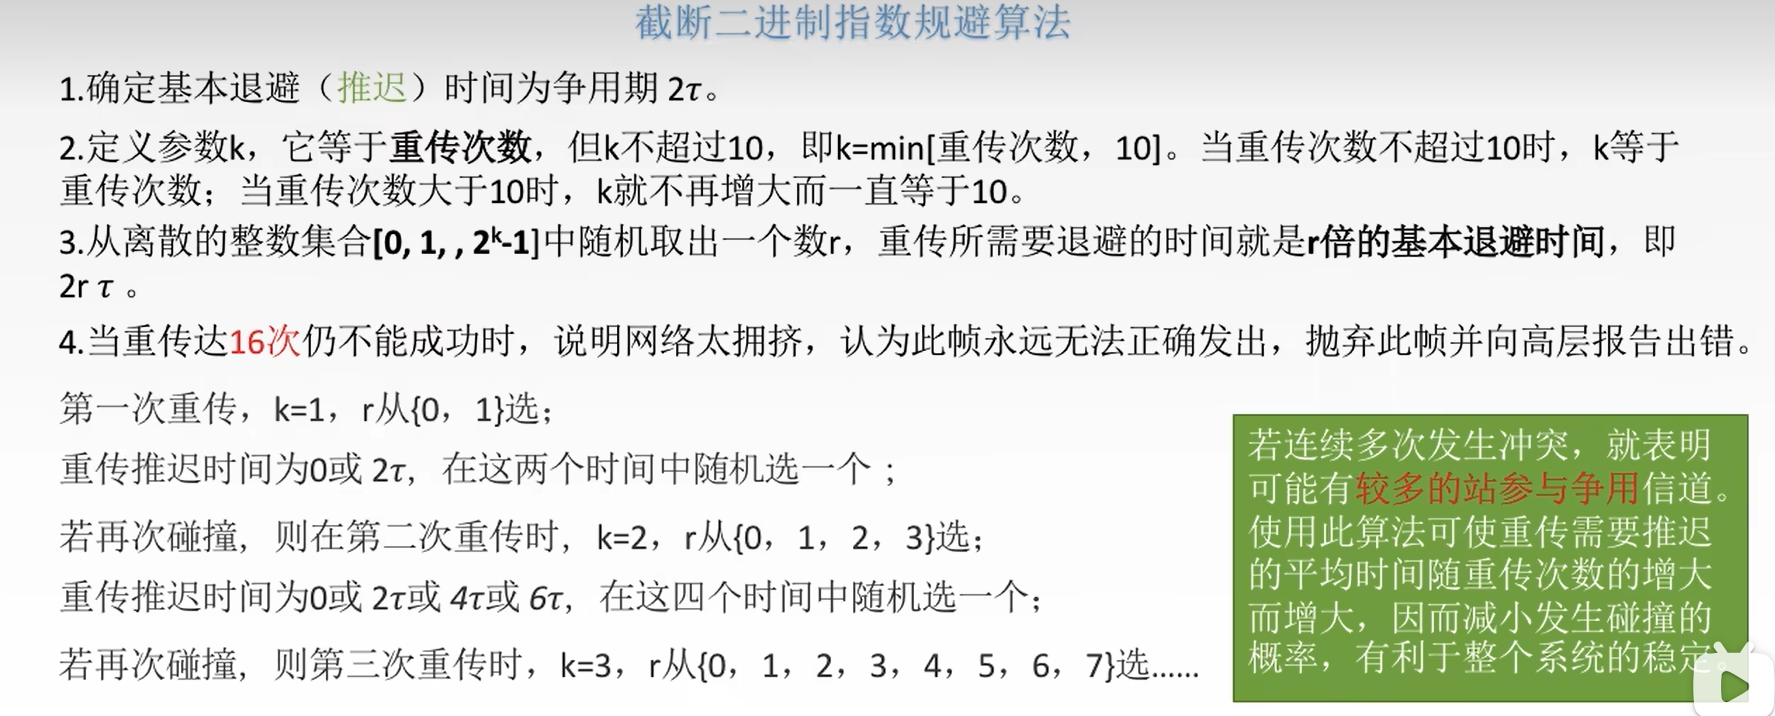 截断二进制指数规避算法
1.确定基本退避（推迟）时间为争用期 2τ。
2.定义参数k，它等于重传次数，但k不超过10，即k=min[重传次数，10]。当重传次数不超过10时，k等于
重传次数；当重传次数大于10时，k就不再增大而一直等于10。
3.从离散的整数集合[0, 1, , 2ᵏ-1]中随机取出一个数r，重传所需要退避的时间就是r倍的基本退避时间，即
2r τ 。
4.当重传达16次仍不能成功时，说明网络太拥挤，认为此帧永远无法正确发出，抛弃此帧并向高层报告出错。
第一次重传，k=1，r从{0，1}选；
重传推迟时间为0或 2τ，在这两个时间中随机选一个；
若再次碰撞，则在第二次重传时，k=2，r从{0，1，2，3}选；
重传推迟时间为0或 2τ或 4τ或 6τ，在这四个时间中随机选一个；
若再次碰撞，则第三次重传时，k=3，r从{0，1，2，3，4，5，6，7}选......
若连续多次发生冲突，就表明
可能有较多的站参与争用信道。
使用此算法可使重传需要推迟
的平均时间随重传次数的增大
而增大，因而减小发生碰撞的
概率，有利于整个系统的稳定。